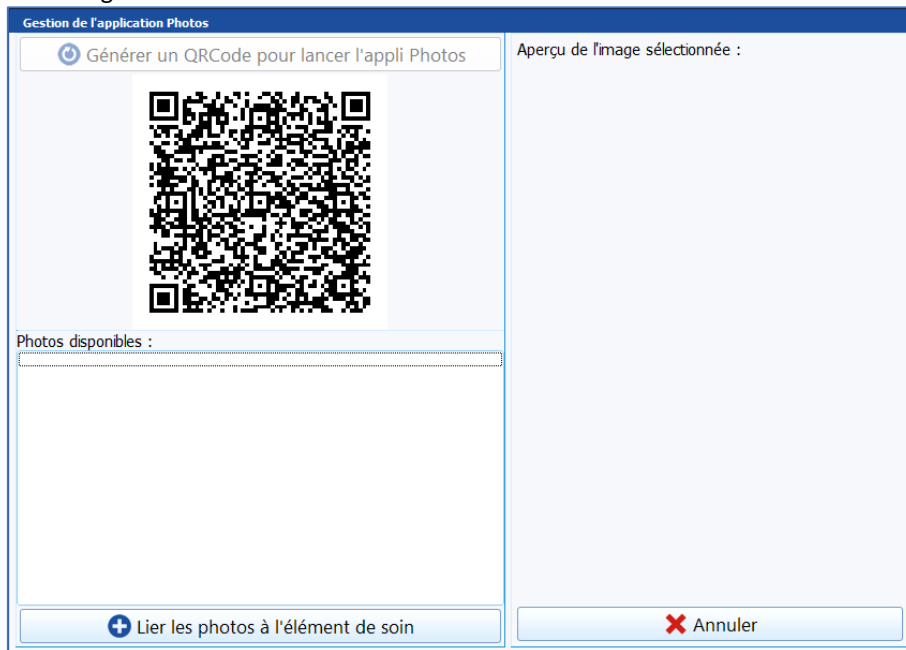 Gestion de l'application Photos
Générer un QRCode pour lancer l'appli Photos
Aperçu de l'image sélectionnée :
Photos disponibles :
Lier les photos à l'élément de soin
Annuler